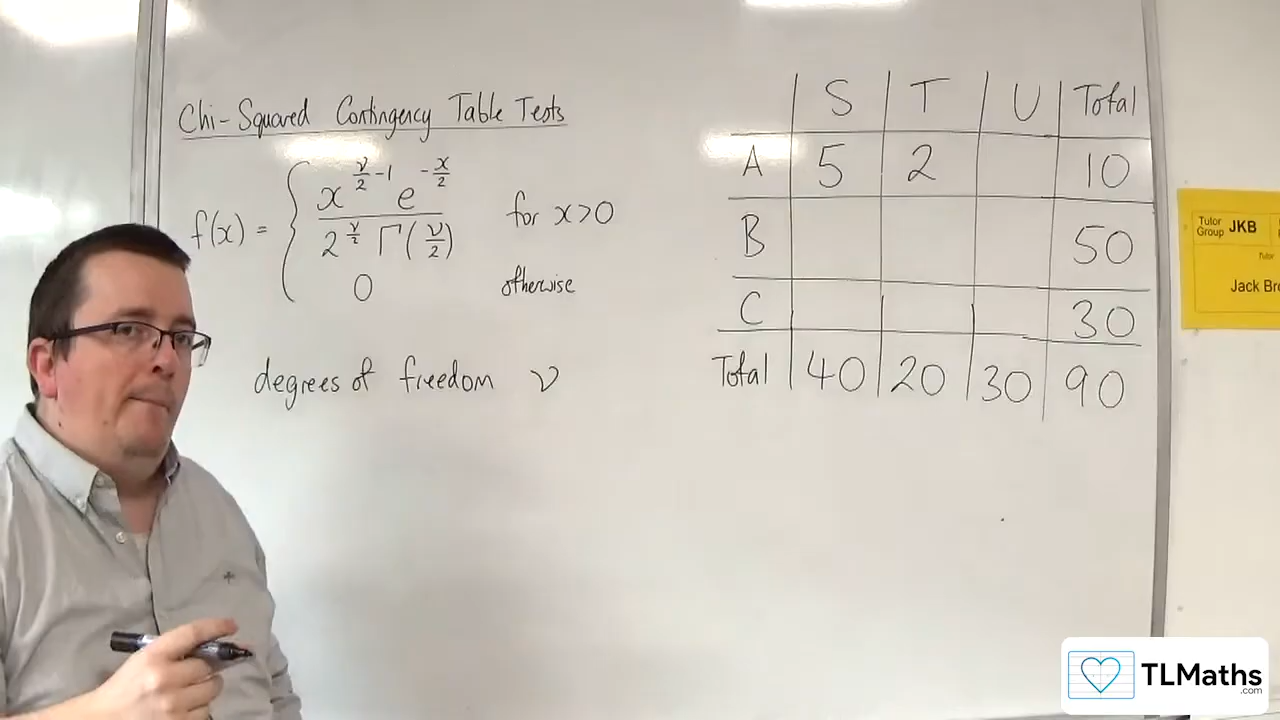 Chi-Squared Contingency Table Tests
f(x) = { x^(ν/2 - 1) e^(-x/2) / 2^(ν/2) Γ(ν/2) for x>0
0 otherwise
degrees of freedom ν
S T U Total
A 5 2 10
B 50
C 30
Total 40 20 30 90
Tutor Group JKB
Tutor
Jack Br
TLMaths
.com